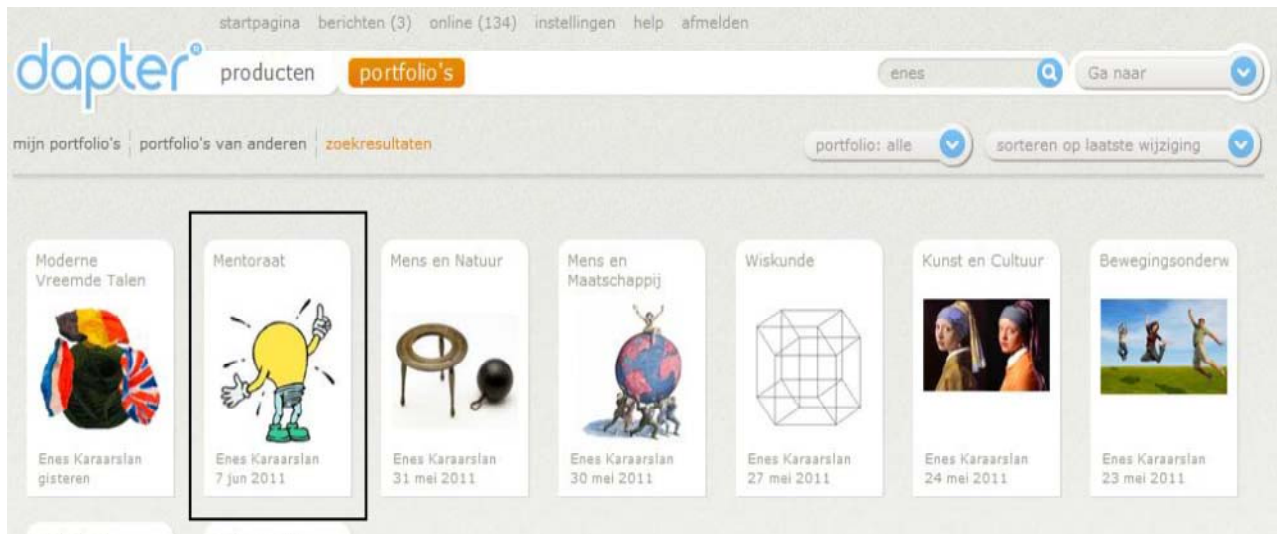 startpagina berichten (3) online (134) instellingen help afmelden
dapter®
producten portfolio's enes Ga naar
mijn portfolio's portfolio's van anderen zoekresultaten portfolio: alle sorteren op laatste wijziging
Moderne
Vreemde Talen
Enes Karaarslan
gisteren
Mentoraat
Enes Karaarslan
7 jun 2011
Mens en Natuur
Enes Karaarslan
31 mei 2011
Mens en
Maatschappij
Enes Karaarslan
30 mei 2011
Wiskunde
Enes Karaarslan
27 mei 2011
Kunst en Cultuur
Enes Karaarslan
24 mei 2011
Bewegingsonderw
Enes Karaarslan
23 mei 2011